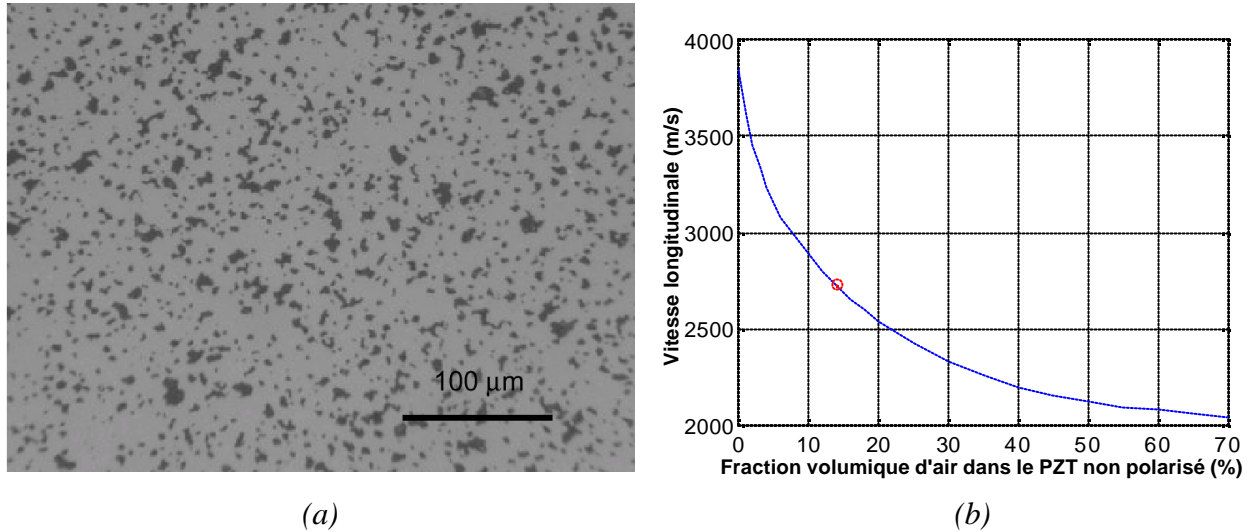 100 µm
4000
3500
3000
2500
2000
Vitesse longitudinale (m/s)
0 10 20 30 40 50 60 70
Fraction volumique d'air dans le PZT non polarisé (%)
(a) (b)